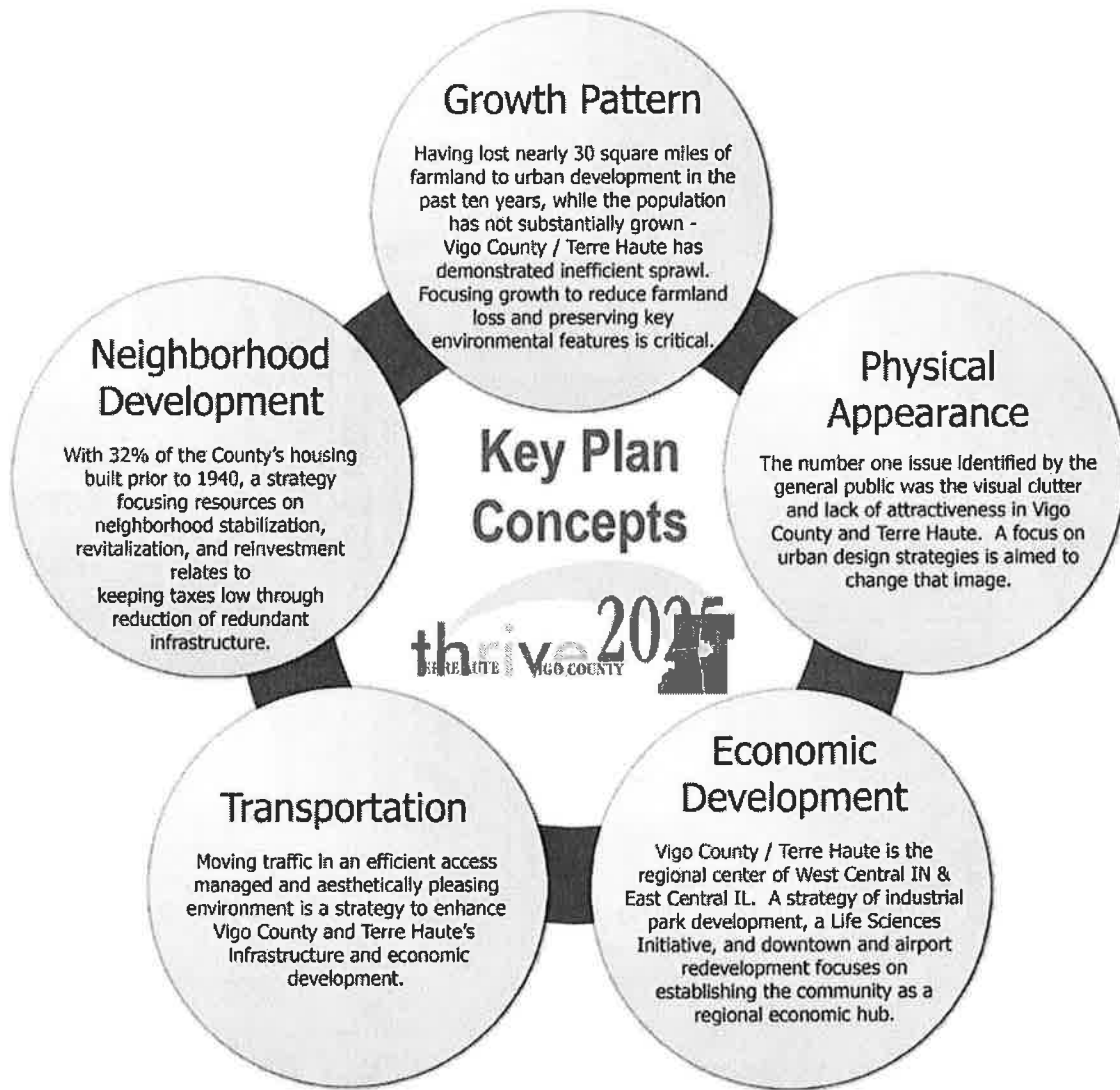 Growth Pattern
Having lost nearly 30 square miles of
farmland to urban development in the
past ten years, while the population
has not substantially grown -
Vigo County / Terre Haute has
demonstrated inefficient sprawl.
Focusing growth to reduce farmland
loss and preserving key
environmental features is critical.
Neighborhood
Development
With 32% of the County's housing
built prior to 1940, a strategy
focusing resources on
neighborhood stabilization,
revitalization, and reinvestment
relates to
keeping taxes low through
reduction of redundant
infrastructure.
Key Plan
Concepts
thrive 2025
VIGO COUNTY
Physical
Appearance
The number one issue identified by the
general public was the visual clutter
and lack of attractiveness in Vigo
County and Terre Haute. A focus on
urban design strategies is aimed to
change that image.
Transportation
Moving traffic in an efficient access
managed and aesthetically pleasing
environment is a strategy to enhance
Vigo County and Terre Haute's
infrastructure and economic
development.
Economic
Development
Vigo County / Terre Haute is the
regional center of West Central IN &
East Central IL. A strategy of industrial
park development, a Life Sciences
Initiative, and downtown and airport
redevelopment focuses on
establishing the community as a
regional economic hub.